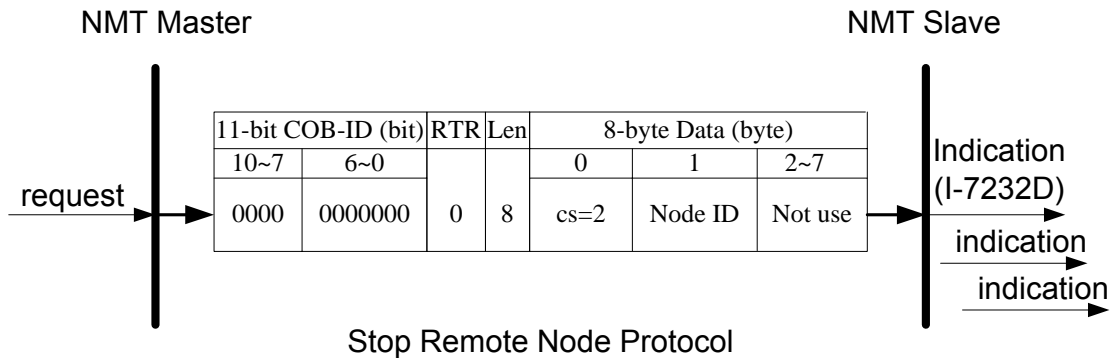 NMT Master NMT Slave
11-bit COB-ID (bit) RTR Len 8-byte Data (byte)
10~7 6~0 0 1 2~7
request 0000 0000000 0 8 cs=2 Node ID Not use
Indication
(I-7232D)
indication
indication
Stop Remote Node Protocol